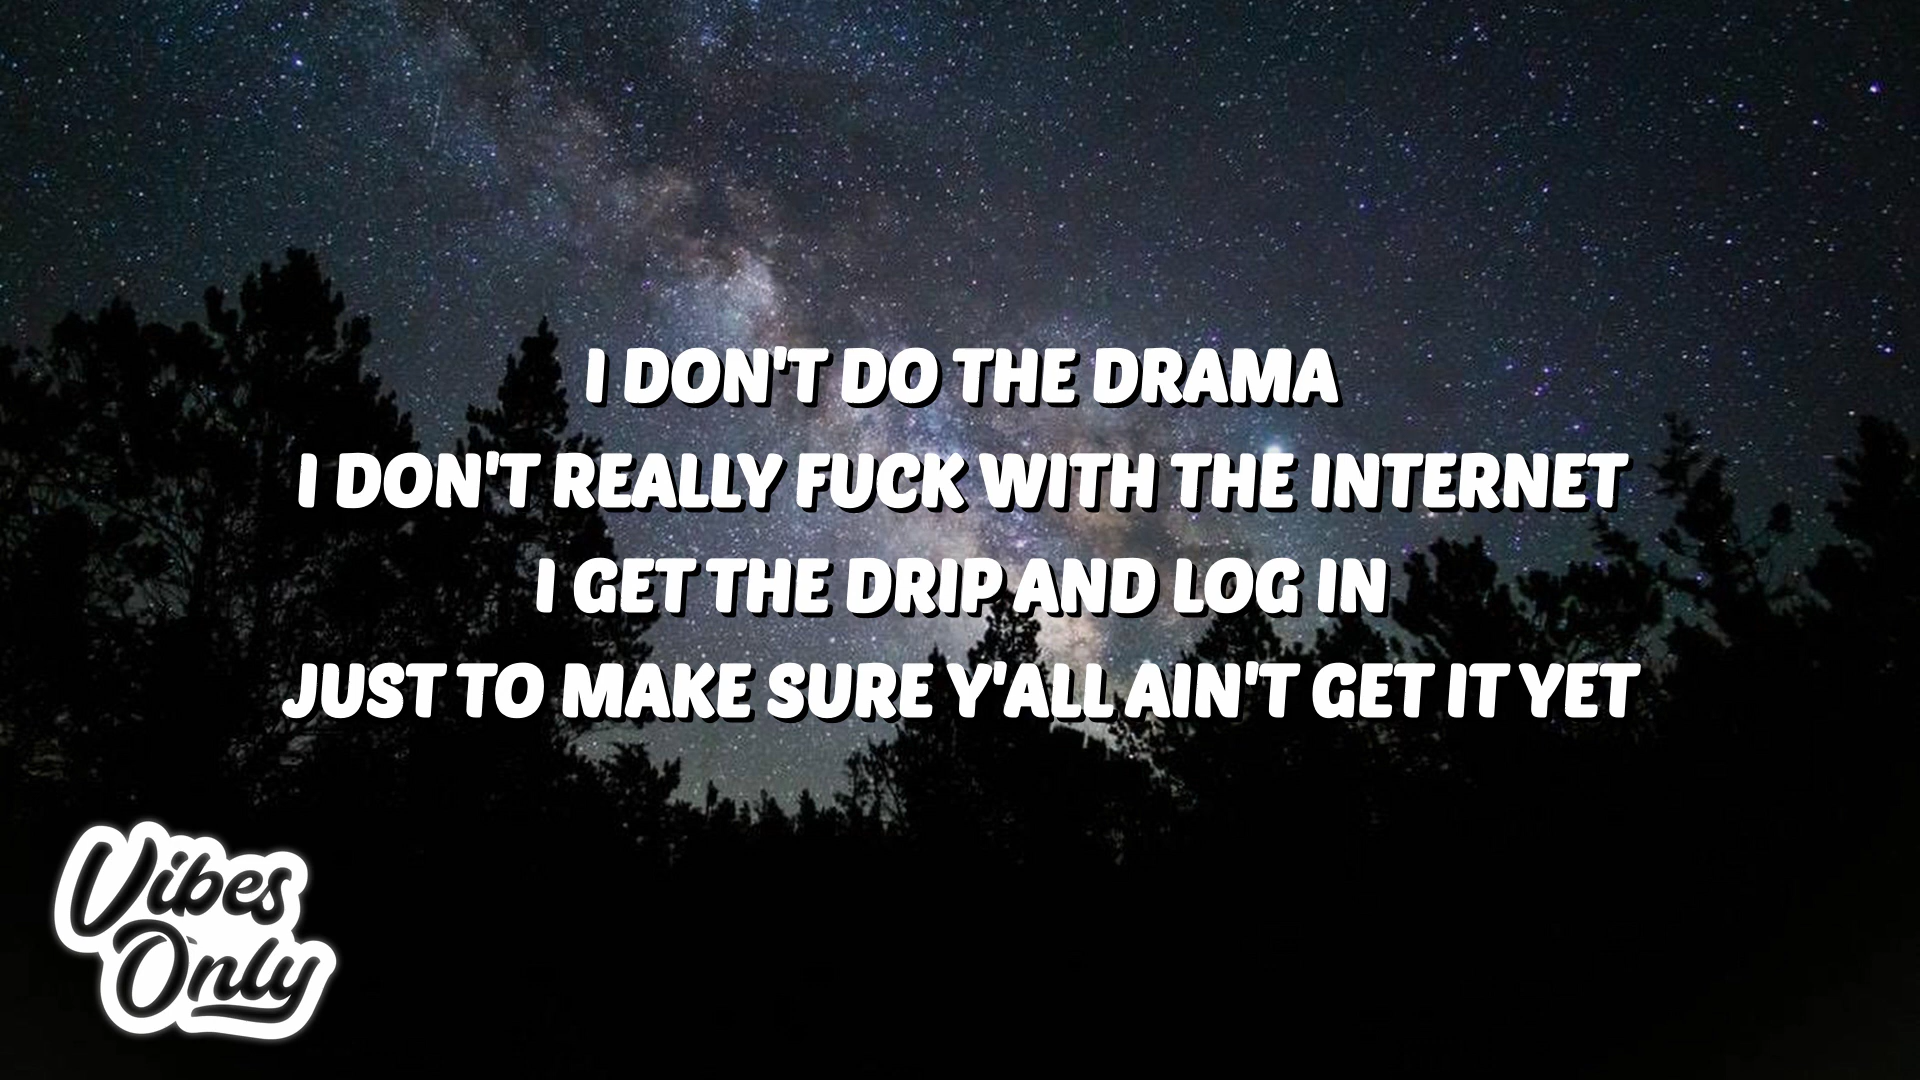 I DON'T DO THE DRAMA
I DON'T REALLY FUCK WITH THE INTERNET
I GET THE DRIP AND LOG IN
JUST TO MAKE SURE Y'ALL AIN'T GET IT YET
Vibes
Only